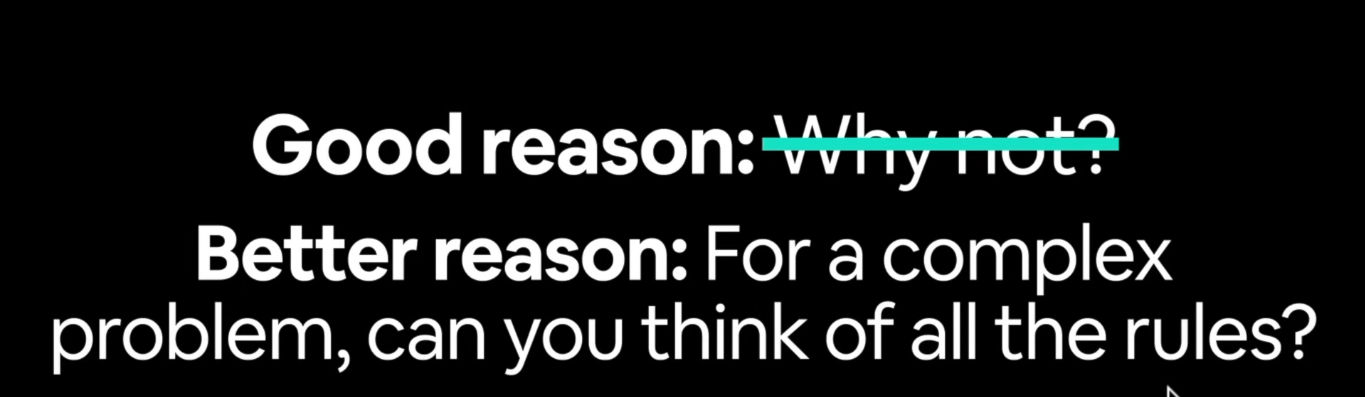 Good reason: Why not?
Better reason: For a complex
problem, can you think of all the rules?